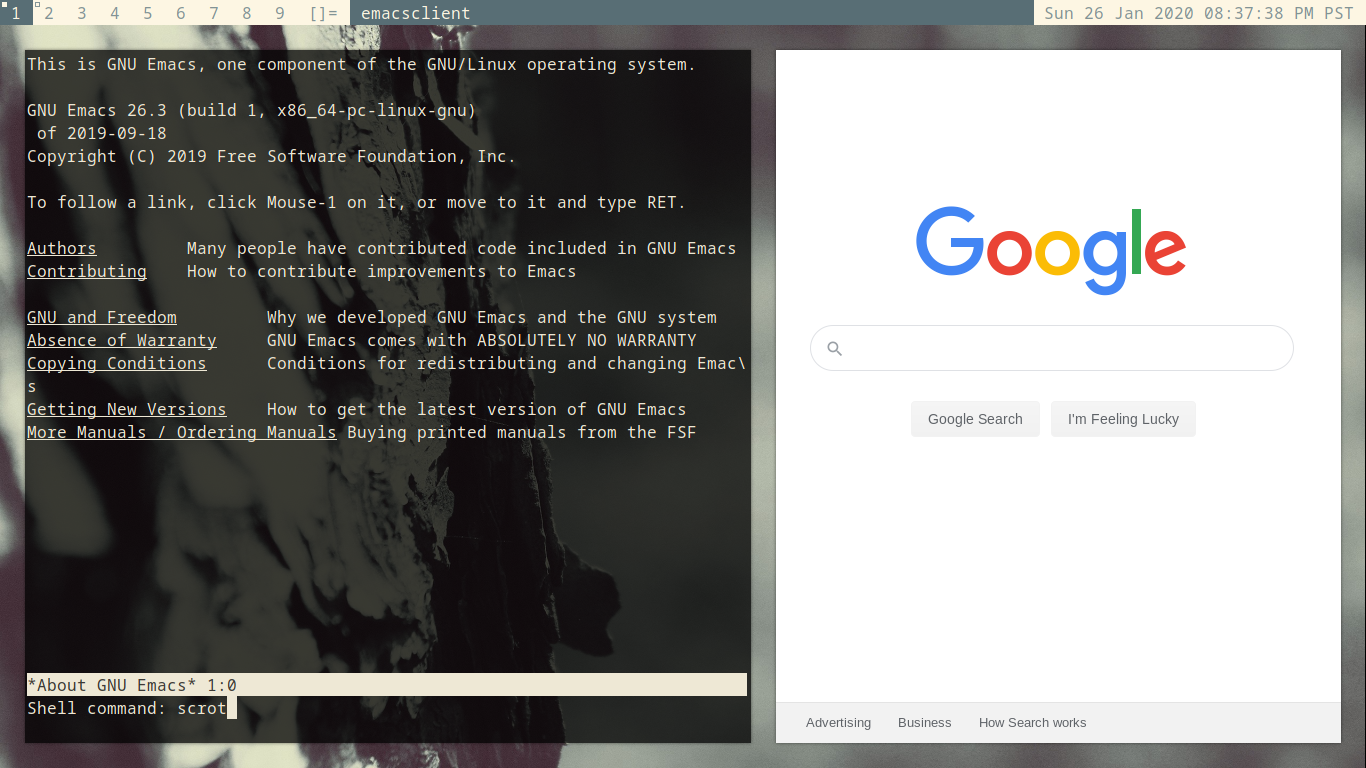 1 2 3 4 5 6 7 8 9 []= emacsclient Sun 26 Jan 2020 08:37:38 PM PST
This is GNU Emacs, one component of the GNU/Linux operating system.
GNU Emacs 26.3 (build 1, x86_64-pc-linux-gnu)
of 2019-09-18
Copyright (C) 2019 Free Software Foundation, Inc.
To follow a link, click Mouse-1 on it, or move to it and type RET.
Authors Many people have contributed code included in GNU Emacs
Contributing How to contribute improvements to Emacs
GNU and Freedom Why we developed GNU Emacs and the GNU system
Absence of Warranty GNU Emacs comes with ABSOLUTELY NO WARRANTY
Copying Conditions Conditions for redistributing and changing Emac\
s
Getting New Versions How to get the latest version of GNU Emacs
More Manuals / Ordering Manuals Buying printed manuals from the FSF
*About GNU Emacs* 1:0
Shell command: scrot
Google
Google Search I'm Feeling Lucky
Advertising Business How Search works